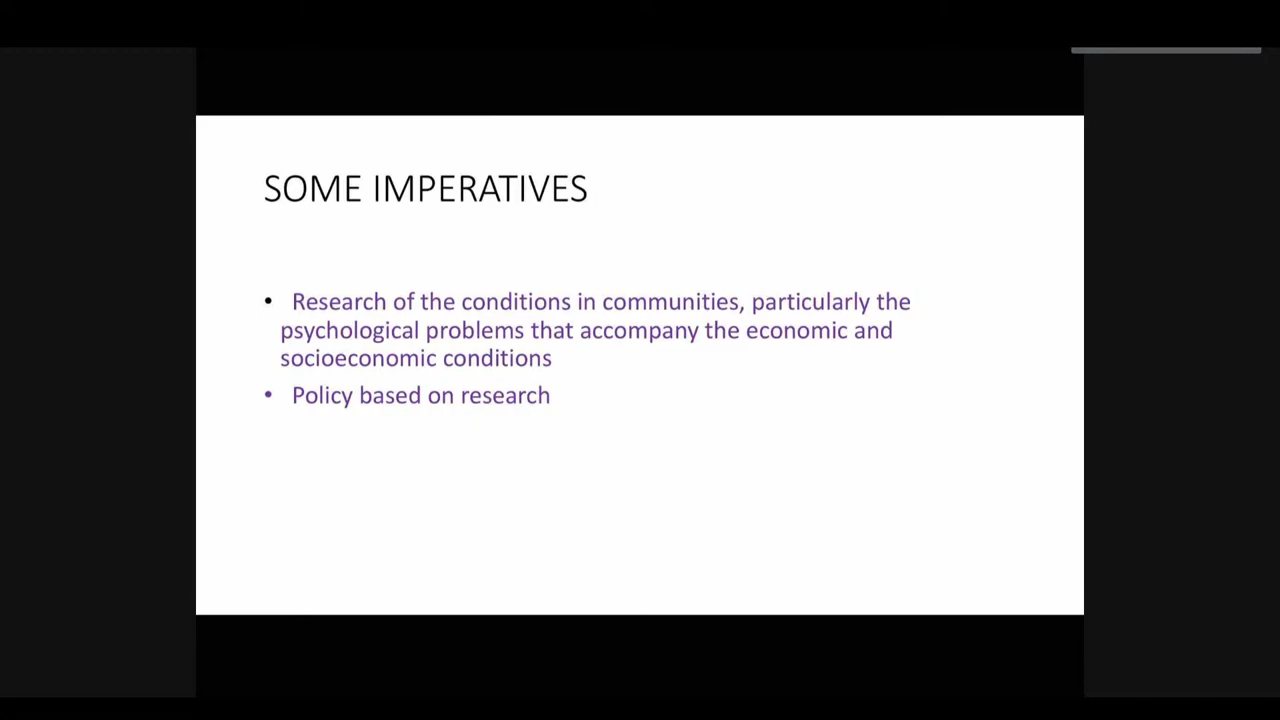 SOME IMPERATIVES
• Research of the conditions in communities, particularly the
psychological problems that accompany the economic and
socioeconomic conditions
• Policy based on research